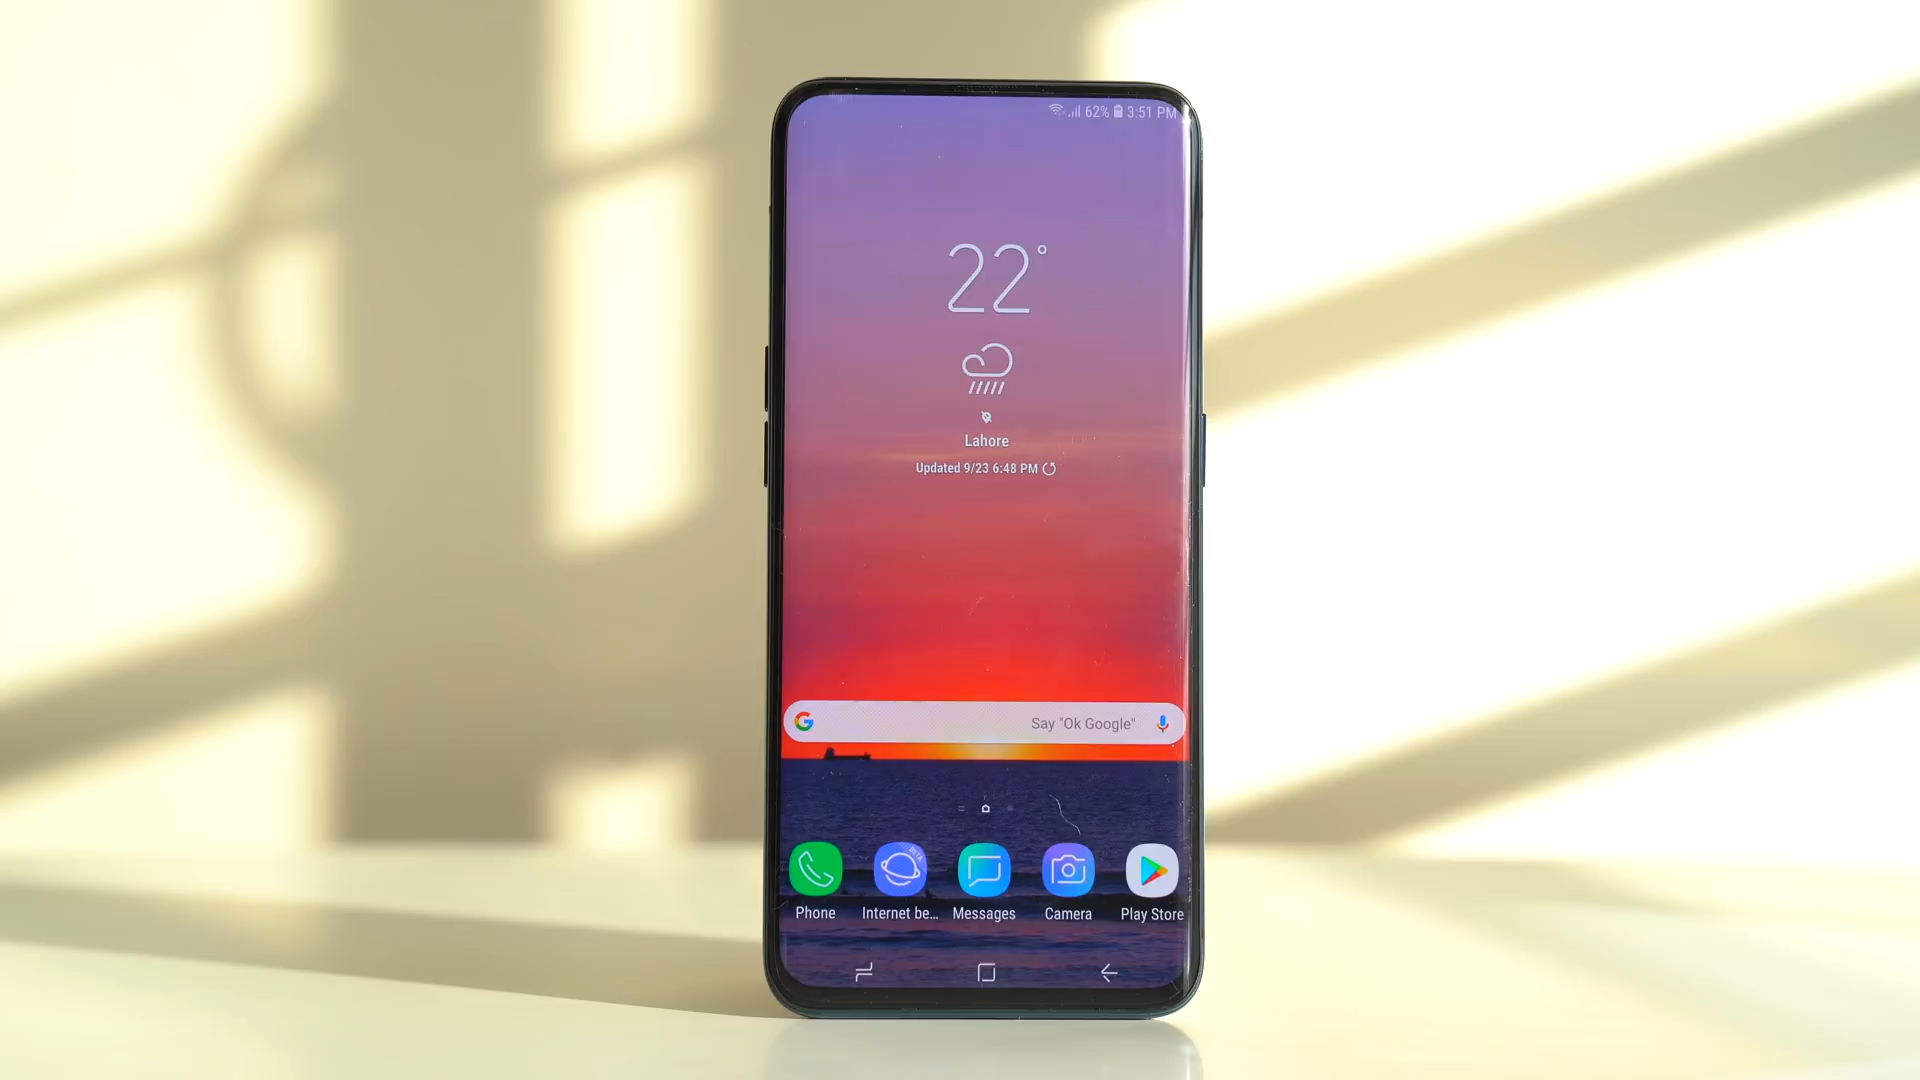 62% 3:51 PM
22°
Lahore
Updated 9/23 6:48 PM
G Say "Ok Google"
BETA
Phone Internet be... Messages Camera Play Store